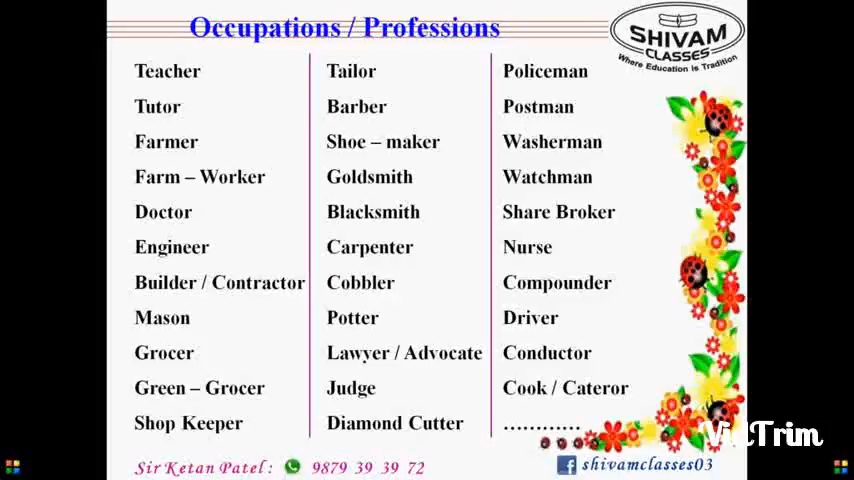 Occupations / Professions
SHIVAM
CLASSES
Where Education is Tradition
Teacher
Tutor
Farmer
Farm – Worker
Doctor
Engineer
Builder / Contractor
Mason
Grocer
Green – Grocer
Shop Keeper
Tailor
Barber
Shoe – maker
Goldsmith
Blacksmith
Carpenter
Cobbler
Potter
Lawyer / Advocate
Judge
Diamond Cutter
Policeman
Postman
Washerman
Watchman
Share Broker
Nurse
Compounder
Driver
Conductor
Cook / Cateror
............
Sir Ketan Patel : 9879 39 39 72
shivamclasses03
VidTrim